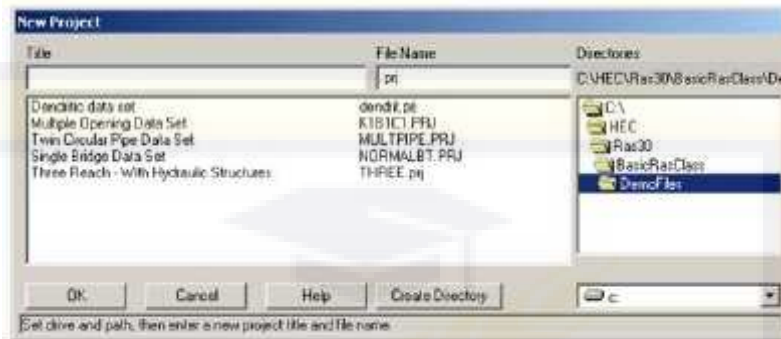 New Project
Title File Name Directories
prj C:\HEC\Ras30\BasicRasClass\De
Dendritic data set dendrit.prj
Multiple Opening Data Set K1B1C1.PRJ
Twin Circular Pipe Data Set MULTPIPE.PRJ
Single Bridge Data Set NORMALBT.PRJ
Three Reach - With Hydraulic Structures THREE.prj
C:\
HEC
Ras30
BasicRasClass
DemoFiles
OK Cancel Help Create Directory c:
Set drive and path, then enter a new project title and file name.